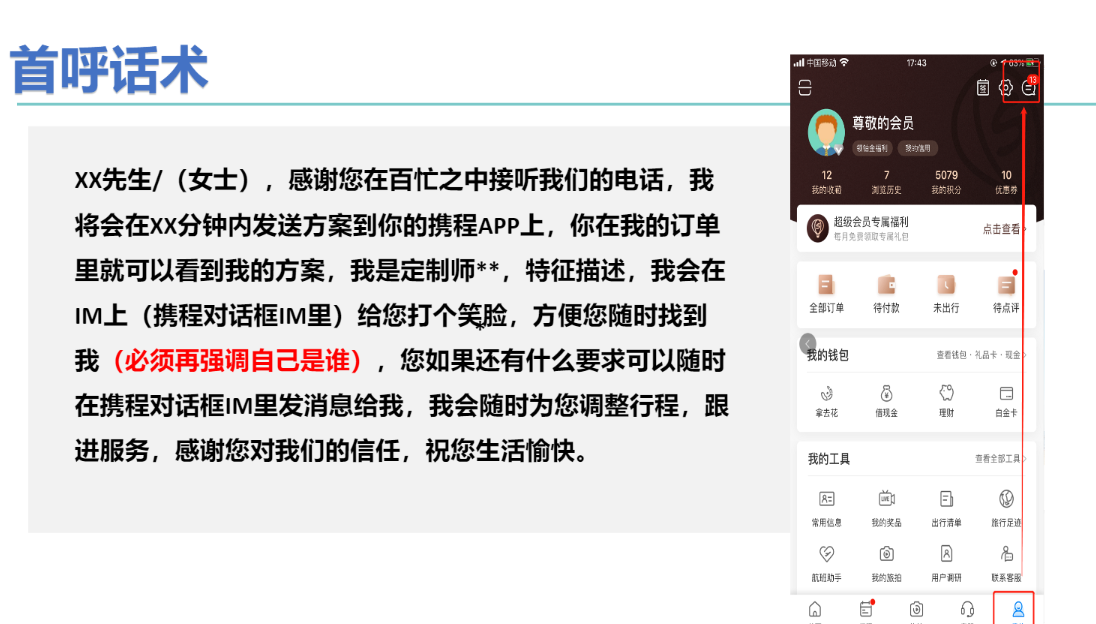 首呼话术
XX先生/（女士），感谢您在百忙之中接听我们的电话，我
将会在XX分钟内发送方案到你的携程APP上，你在我的订单
里就可以看到我的方案，我是定制师**，特征描述，我会在
IM上（携程对话框IM里）给您打个笑脸，方便您随时找到
我（必须再强调自己是谁），您如果还有什么要求可以随时
在携程对话框IM里发消息给我，我会随时为您调整行程，跟
进服务，感谢您对我们的信任，祝您生活愉快。
*
中国移动 17:43 63%
13
尊敬的会员
领铂金福利 我的信用
12 7 5079 10
我的收藏 浏览历史 我的积分 优惠券
超级会员专属福利
每月免费领取专属礼包
点击查看
全部订单 待付款 未出行 待点评
我的钱包 查看钱包·礼品卡·现金
拿去花 借现金 理财 白金卡
我的工具 查看全部工具
常用信息 我的奖品 出行清单 旅行足迹
LIVE
航班助手 我的旅拍 用户调研 联系客服